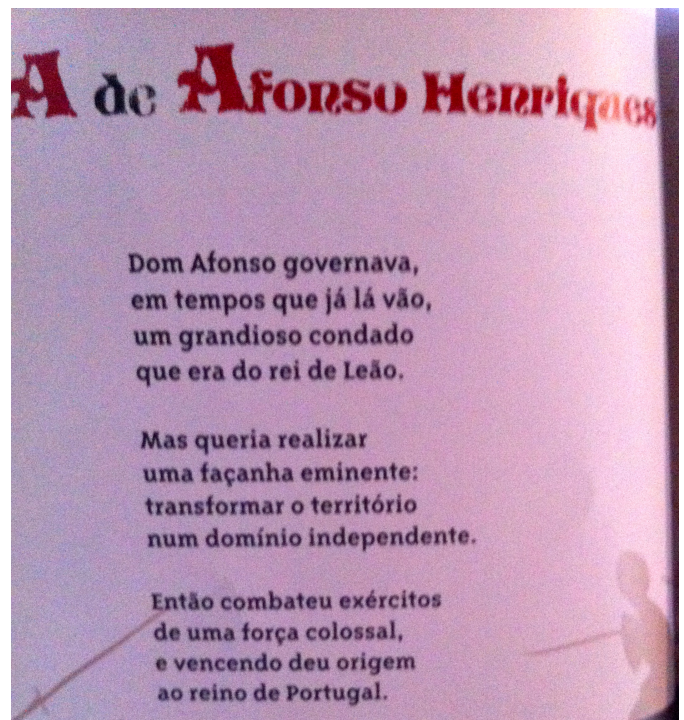 A de Afonso Henriques
Dom Afonso governava,
em tempos que já lá vão,
um grandioso condado
que era do rei de Leão.
Mas queria realizar
uma façanha eminente:
transformar o território
num domínio independente.
Então combateu exércitos
de uma força colossal,
e vencendo deu origem
ao reino de Portugal.